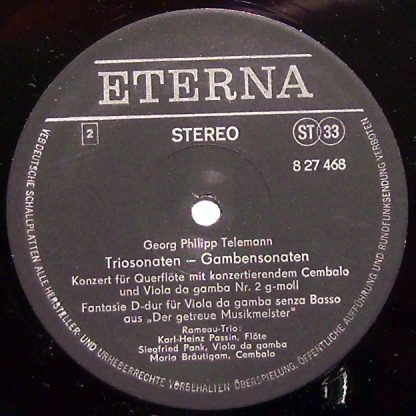 ETERNA
2
STEREO
ST 33
8 27 468
Georg Philipp Telemann
Triosonaten – Gambensonaten
Konzert für Querflöte mit konzertierendem Cembalo
und Viola da gamba Nr. 2 g-moll
Fantasie D-dur für Viola da gamba senza Basso
aus „Der getreue Musikmeister"
Rameau-Trio:
Karl-Heinz Passin, Flöte
Siegfried Pank, Viola da gamba
Maria Bräutigam, Cembalo
VEB DEUTSCHE SCHALLPLATTEN ALLE HERSTELLER- UND URHEBERRECHTE VORBEHALTEN ÜBERSPIELUNG, ÖFFENTLICHE AUFFÜHRUNG UND RUNDFUNKSENDUNG VERBOTEN